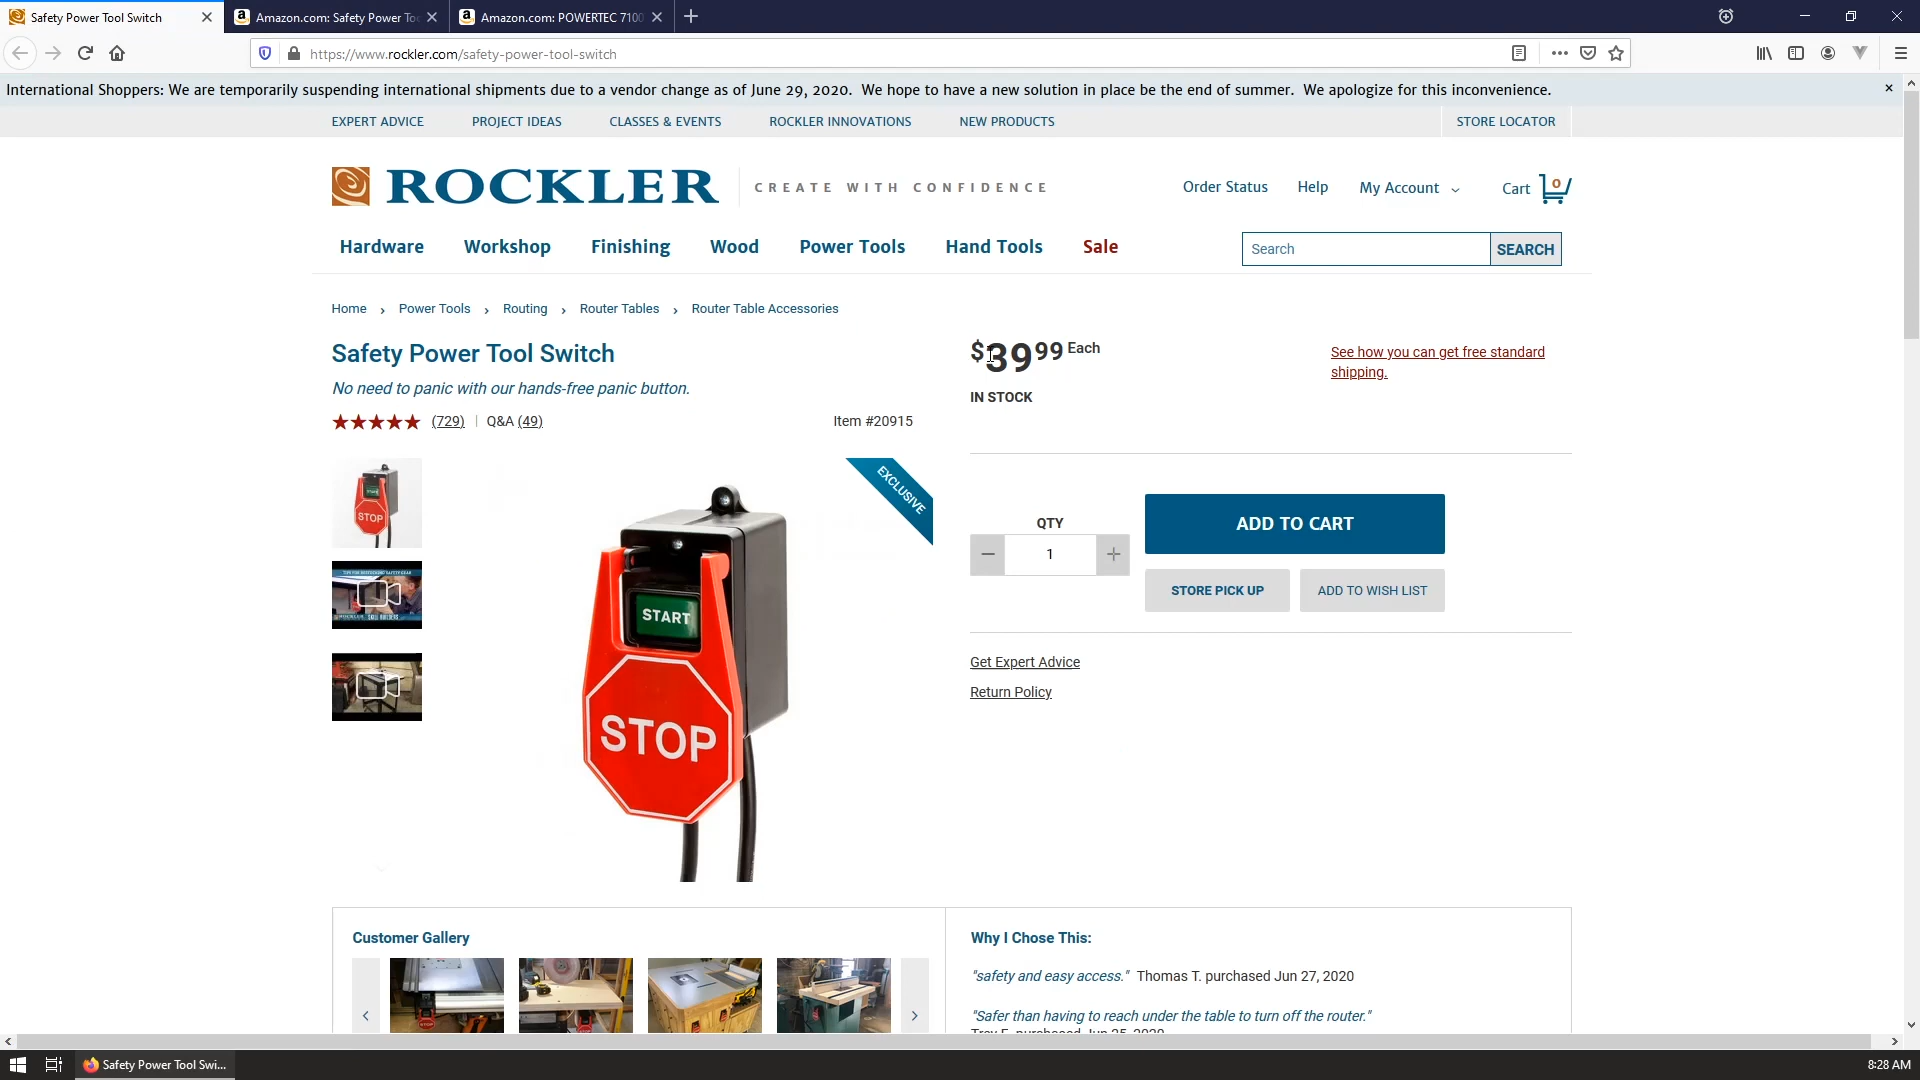 Safety Power Tool Switch
Amazon.com: Safety Power To
Amazon.com: POWERTEC 7100
https://www.rockler.com/safety-power-tool-switch
International Shoppers: We are temporarily suspending international shipments due to a vendor change as of June 29, 2020. We hope to have a new solution in place be the end of summer. We apologize for this inconvenience.
EXPERT ADVICE PROJECT IDEAS CLASSES & EVENTS ROCKLER INNOVATIONS NEW PRODUCTS STORE LOCATOR
ROCKLER CREATE WITH CONFIDENCE
Order Status Help My Account Cart 0
Hardware Workshop Finishing Wood Power Tools Hand Tools Sale
Search SEARCH
Home › Power Tools › Routing › Router Tables › Router Table Accessories
Safety Power Tool Switch
No need to panic with our hands-free panic button.
(729) | Q&A (49) Item #20915
$39 99 Each
IN STOCK
See how you can get free standard
shipping.
EXCLUSIVE
START
STOP
QTY
1
ADD TO CART
STORE PICK UP ADD TO WISH LIST
Get Expert Advice
Return Policy
Customer Gallery
Why I Chose This:
"safety and easy access." Thomas T. purchased Jun 27, 2020
"Safer than having to reach under the table to turn off the router."
Troy E. purchased Jun 25, 2020
Safety Power Tool Swi...
8:28 AM